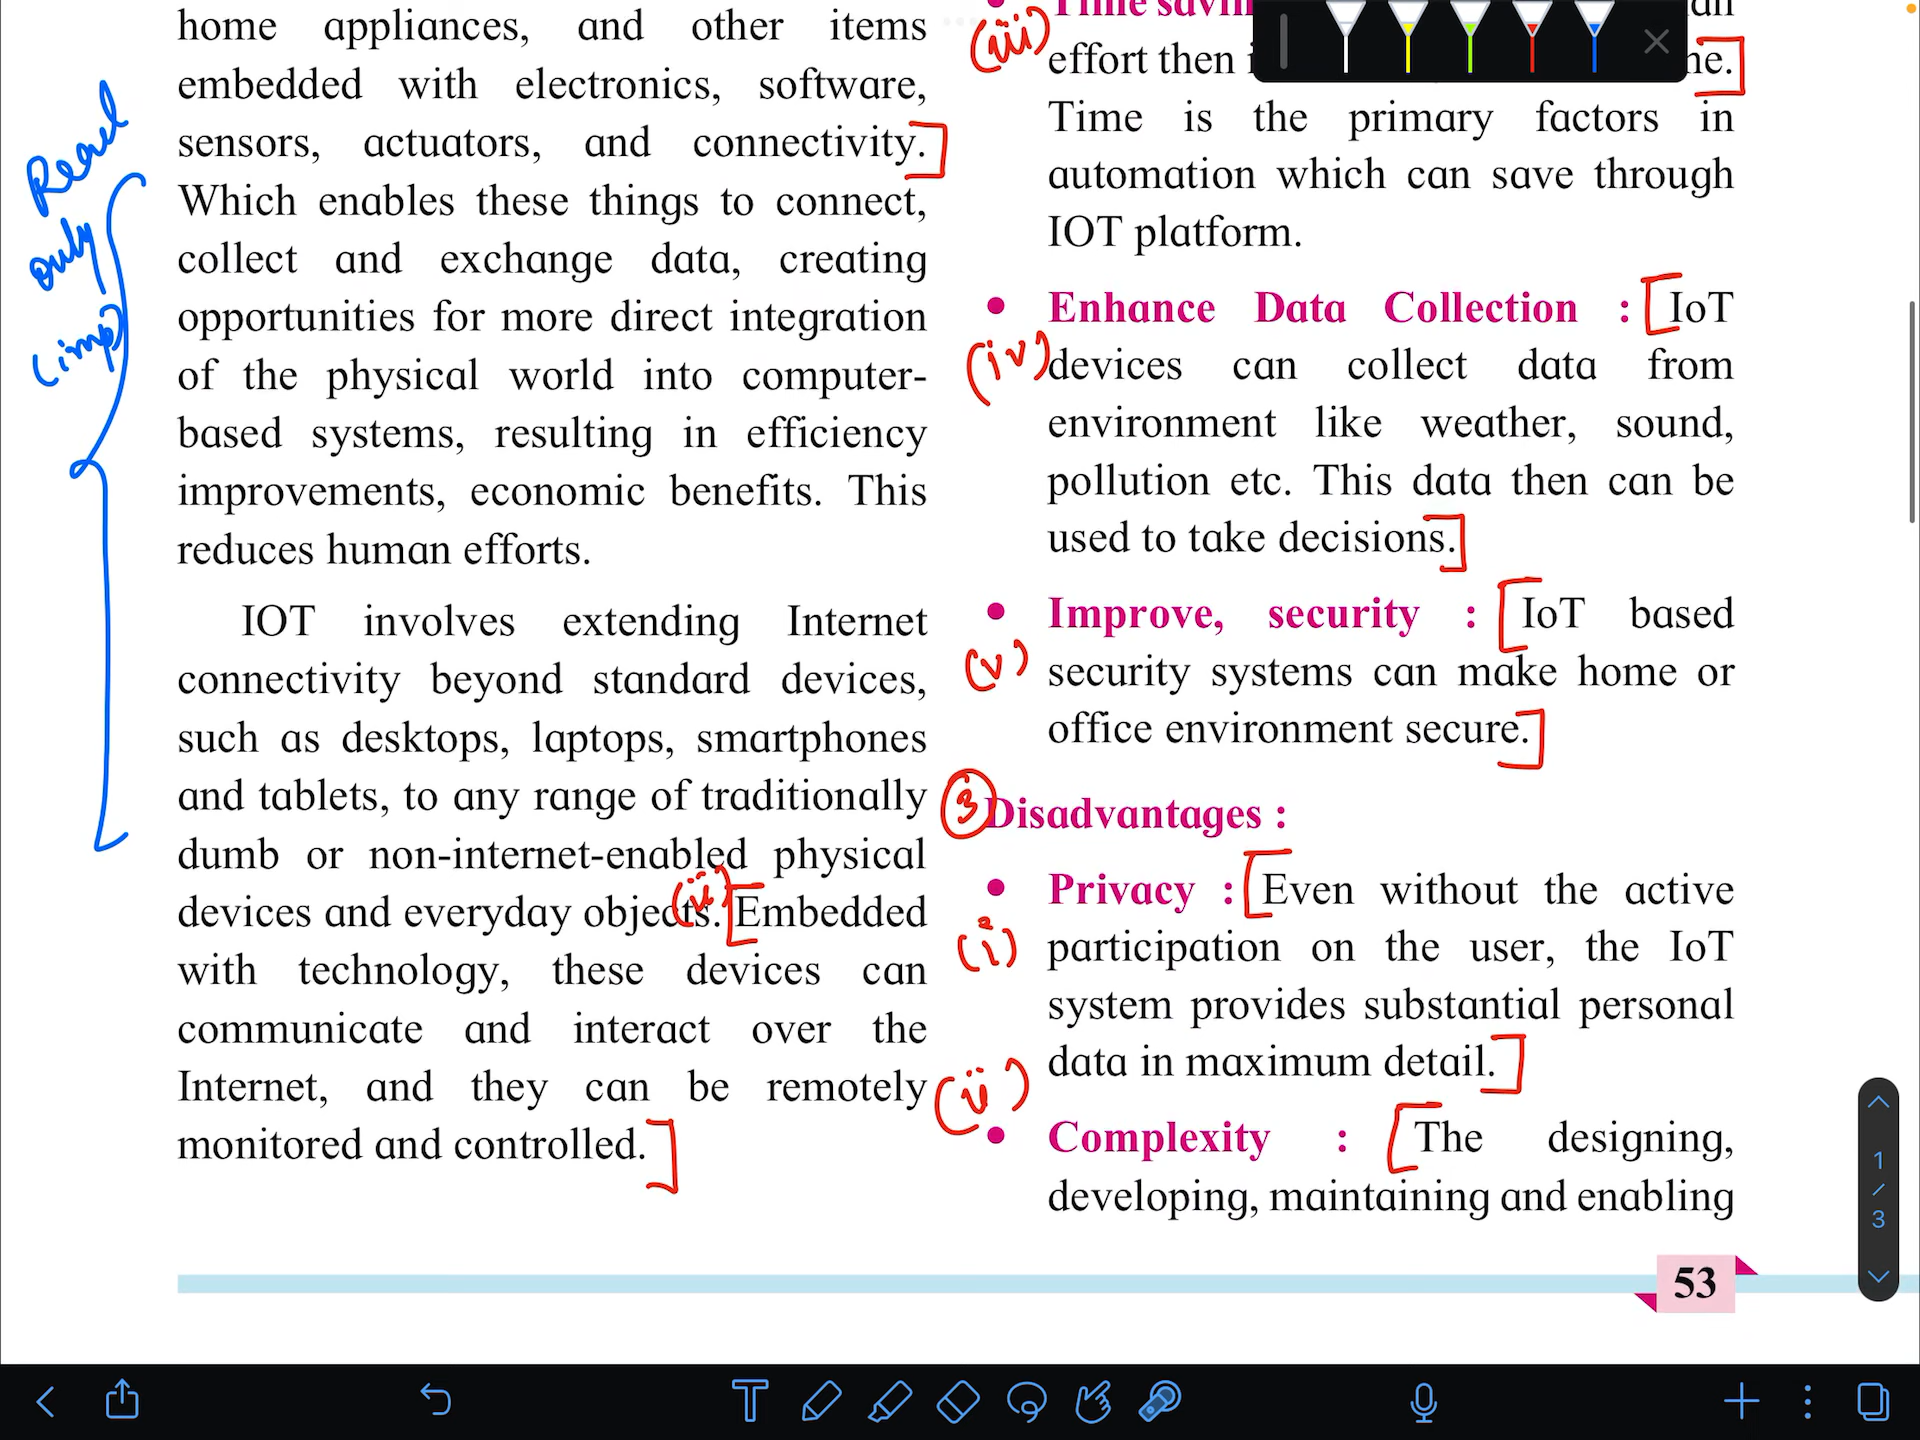 home appliances, and other items
embedded with electronics, software,
sensors, actuators, and connectivity.
Which enables these things to connect,
collect and exchange data, creating
opportunities for more direct integration
of the physical world into computer-
based systems, resulting in efficiency
improvements, economic benefits. This
reduces human efforts.
IOT involves extending Internet
connectivity beyond standard devices,
such as desktops, laptops, smartphones
and tablets, to any range of traditionally
dumb or non-internet-enabled physical
devices and everyday objects. [Embedded
with technology, these devices can
communicate and interact over the
Internet, and they can be remotely
monitored and controlled.]
Read
only
(imp)
(iii)
effort then
Time is the primary factors in
automation which can save through
IOT platform.
• Enhance Data Collection : [IoT
(iv) devices can collect data from
environment like weather, sound,
pollution etc. This data then can be
used to take decisions.]
• Improve, security : [IoT based
(v) security systems can make home or
office environment secure.]
3 Disadvantages :
• Privacy : [Even without the active
(i) participation on the user, the IoT
system provides substantial personal
data in maximum detail.]
(ii)
• Complexity : [The designing,
developing, maintaining and enabling
53
1
/
3